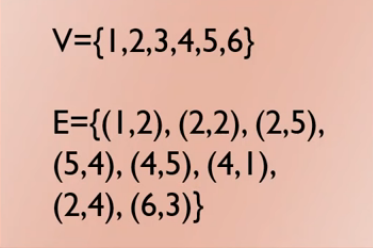 V={1,2,3,4,5,6}
E={(1,2), (2,2), (2,5),
(5,4), (4,5), (4,1),
(2,4), (6,3)}